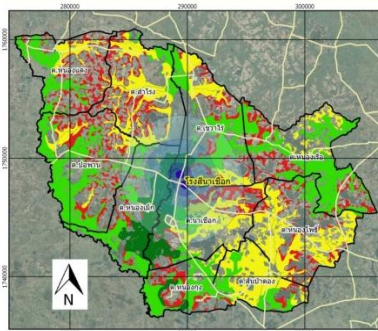 280000 290000 300000
1760000
1750000
1740000
ต.หนองแดง
ต.สำโรง
ต.เขวาไร่
ต.หนองเรือ
ต.ปอพาน
โรงสีนาเชือก
ต.หนองเม็ก
ต.นาเชือก
ต.หนองโพธิ์
ต.สันป่าตอง
ต.หนองกุง
N